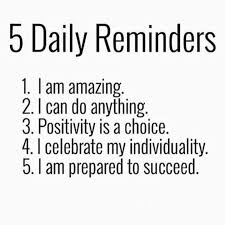 5 Daily Reminders
1. I am amazing.
2. I can do anything.
3. Positivity is a choice.
4. I celebrate my individuality.
5. I am prepared to succeed.